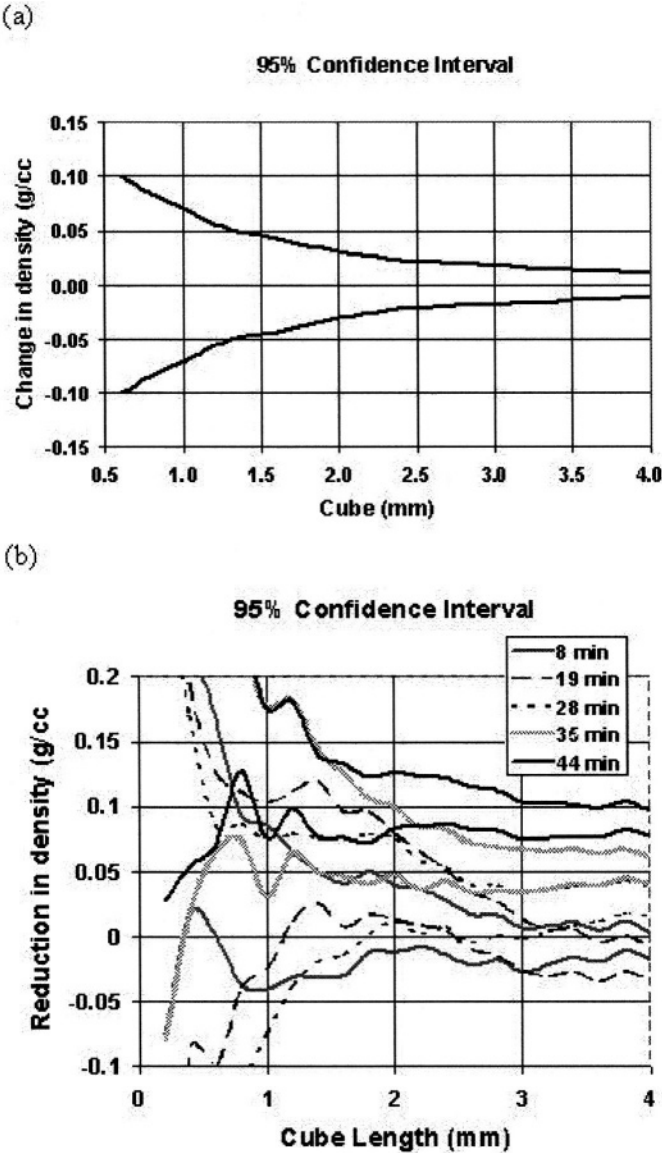 (a)
95% Confidence Interval
Change in density (g/cc
0.15
0.10
0.05
0.00
-0.05
-0.10
-0.15
0.5 1.0 1.5 2.0 2.5 3.0 3.5 4.0
Cube (mm)
(b)
95% Confidence Interval
Reduction in density (g/cc
0.2
0.15
0.1
0.05
0
-0.05
-0.1
8 min
19 min
28 min
35 min
44 min
0 1 2 3 4
Cube Length (mm)